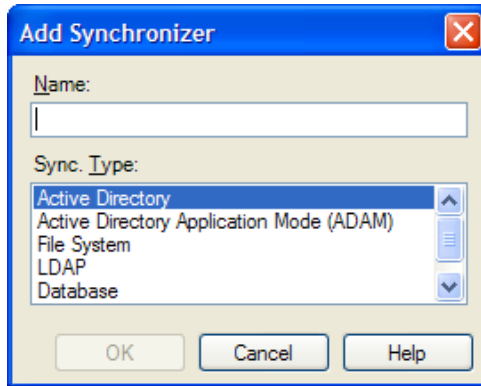 Add Synchronizer
Name:
Sync. Type:
Active Directory
Active Directory Application Mode (ADAM)
File System
LDAP
Database
OK Cancel Help